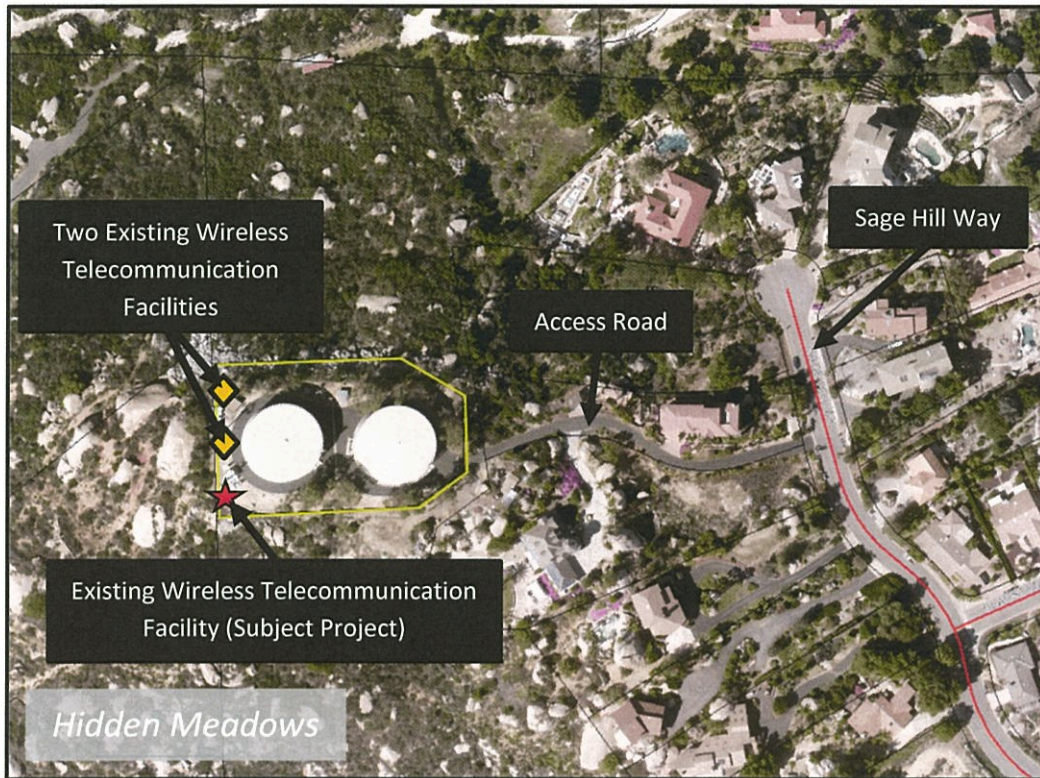 Two Existing Wireless
Telecommunication
Facilities
Sage Hill Way
Access Road
Existing Wireless Telecommunication
Facility (Subject Project)
Hidden Meadows